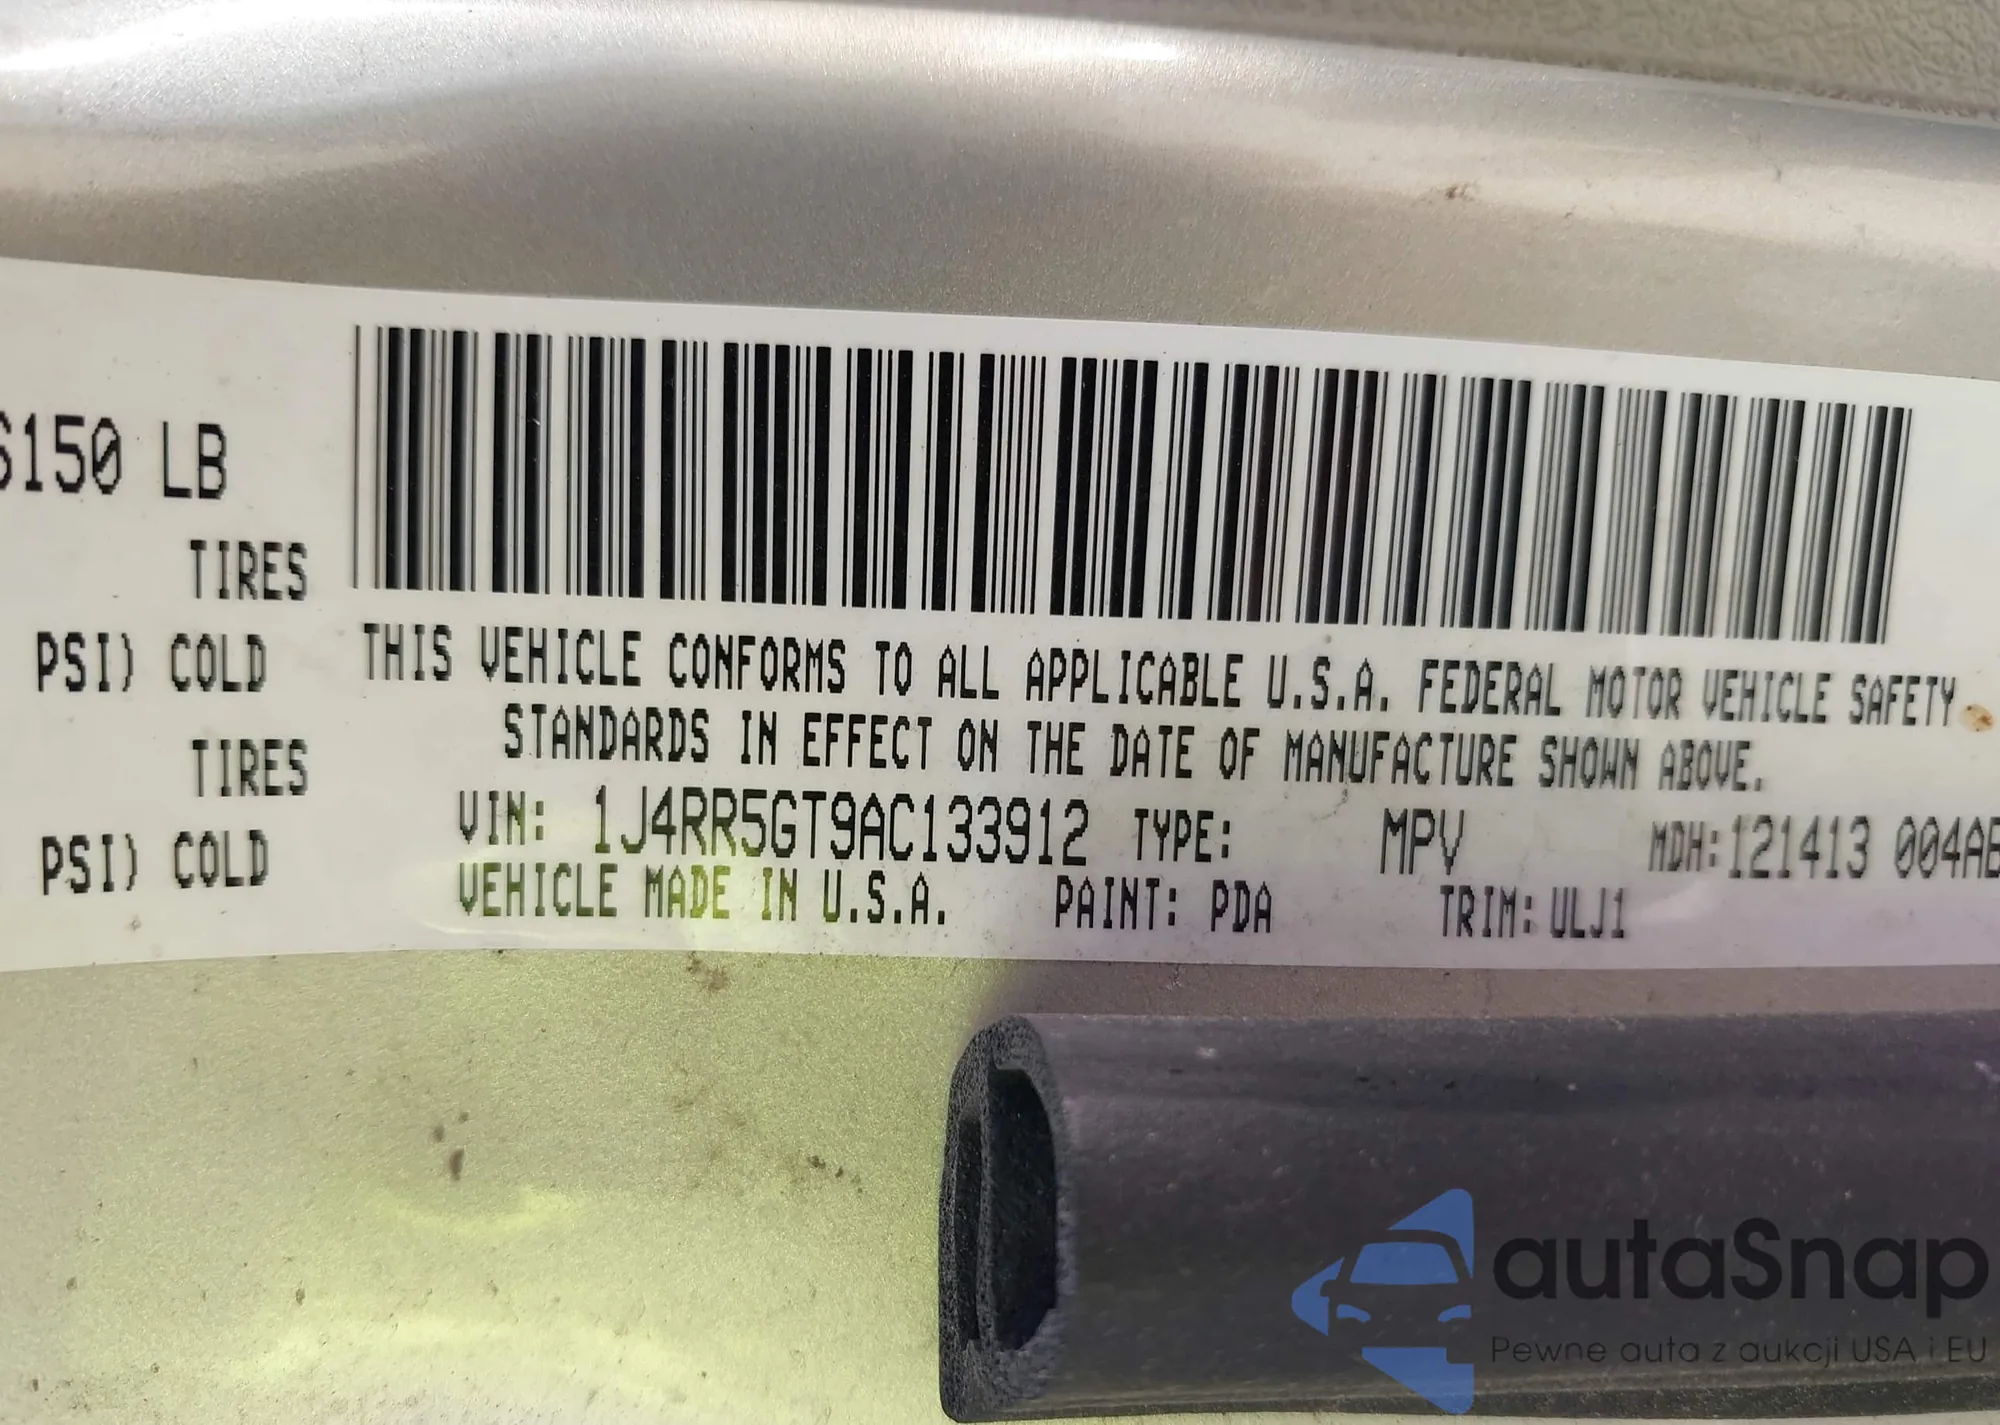 6150 LB
TIRES
PSI) COLD
TIRES
PSI) COLD
THIS VEHICLE CONFORMS TO ALL APPLICABLE U.S.A. FEDERAL MOTOR VEHICLE SAFETY
STANDARDS IN EFFECT ON THE DATE OF MANUFACTURE SHOWN ABOVE.
VIN: 1J4RR5GT9AC133912 TYPE: MPV MDH:121413 004AB
VEHICLE MADE IN U.S.A. PAINT: PDA TRIM: ULJ1
autaSnap
Pewne auta z aukcji USA i EU